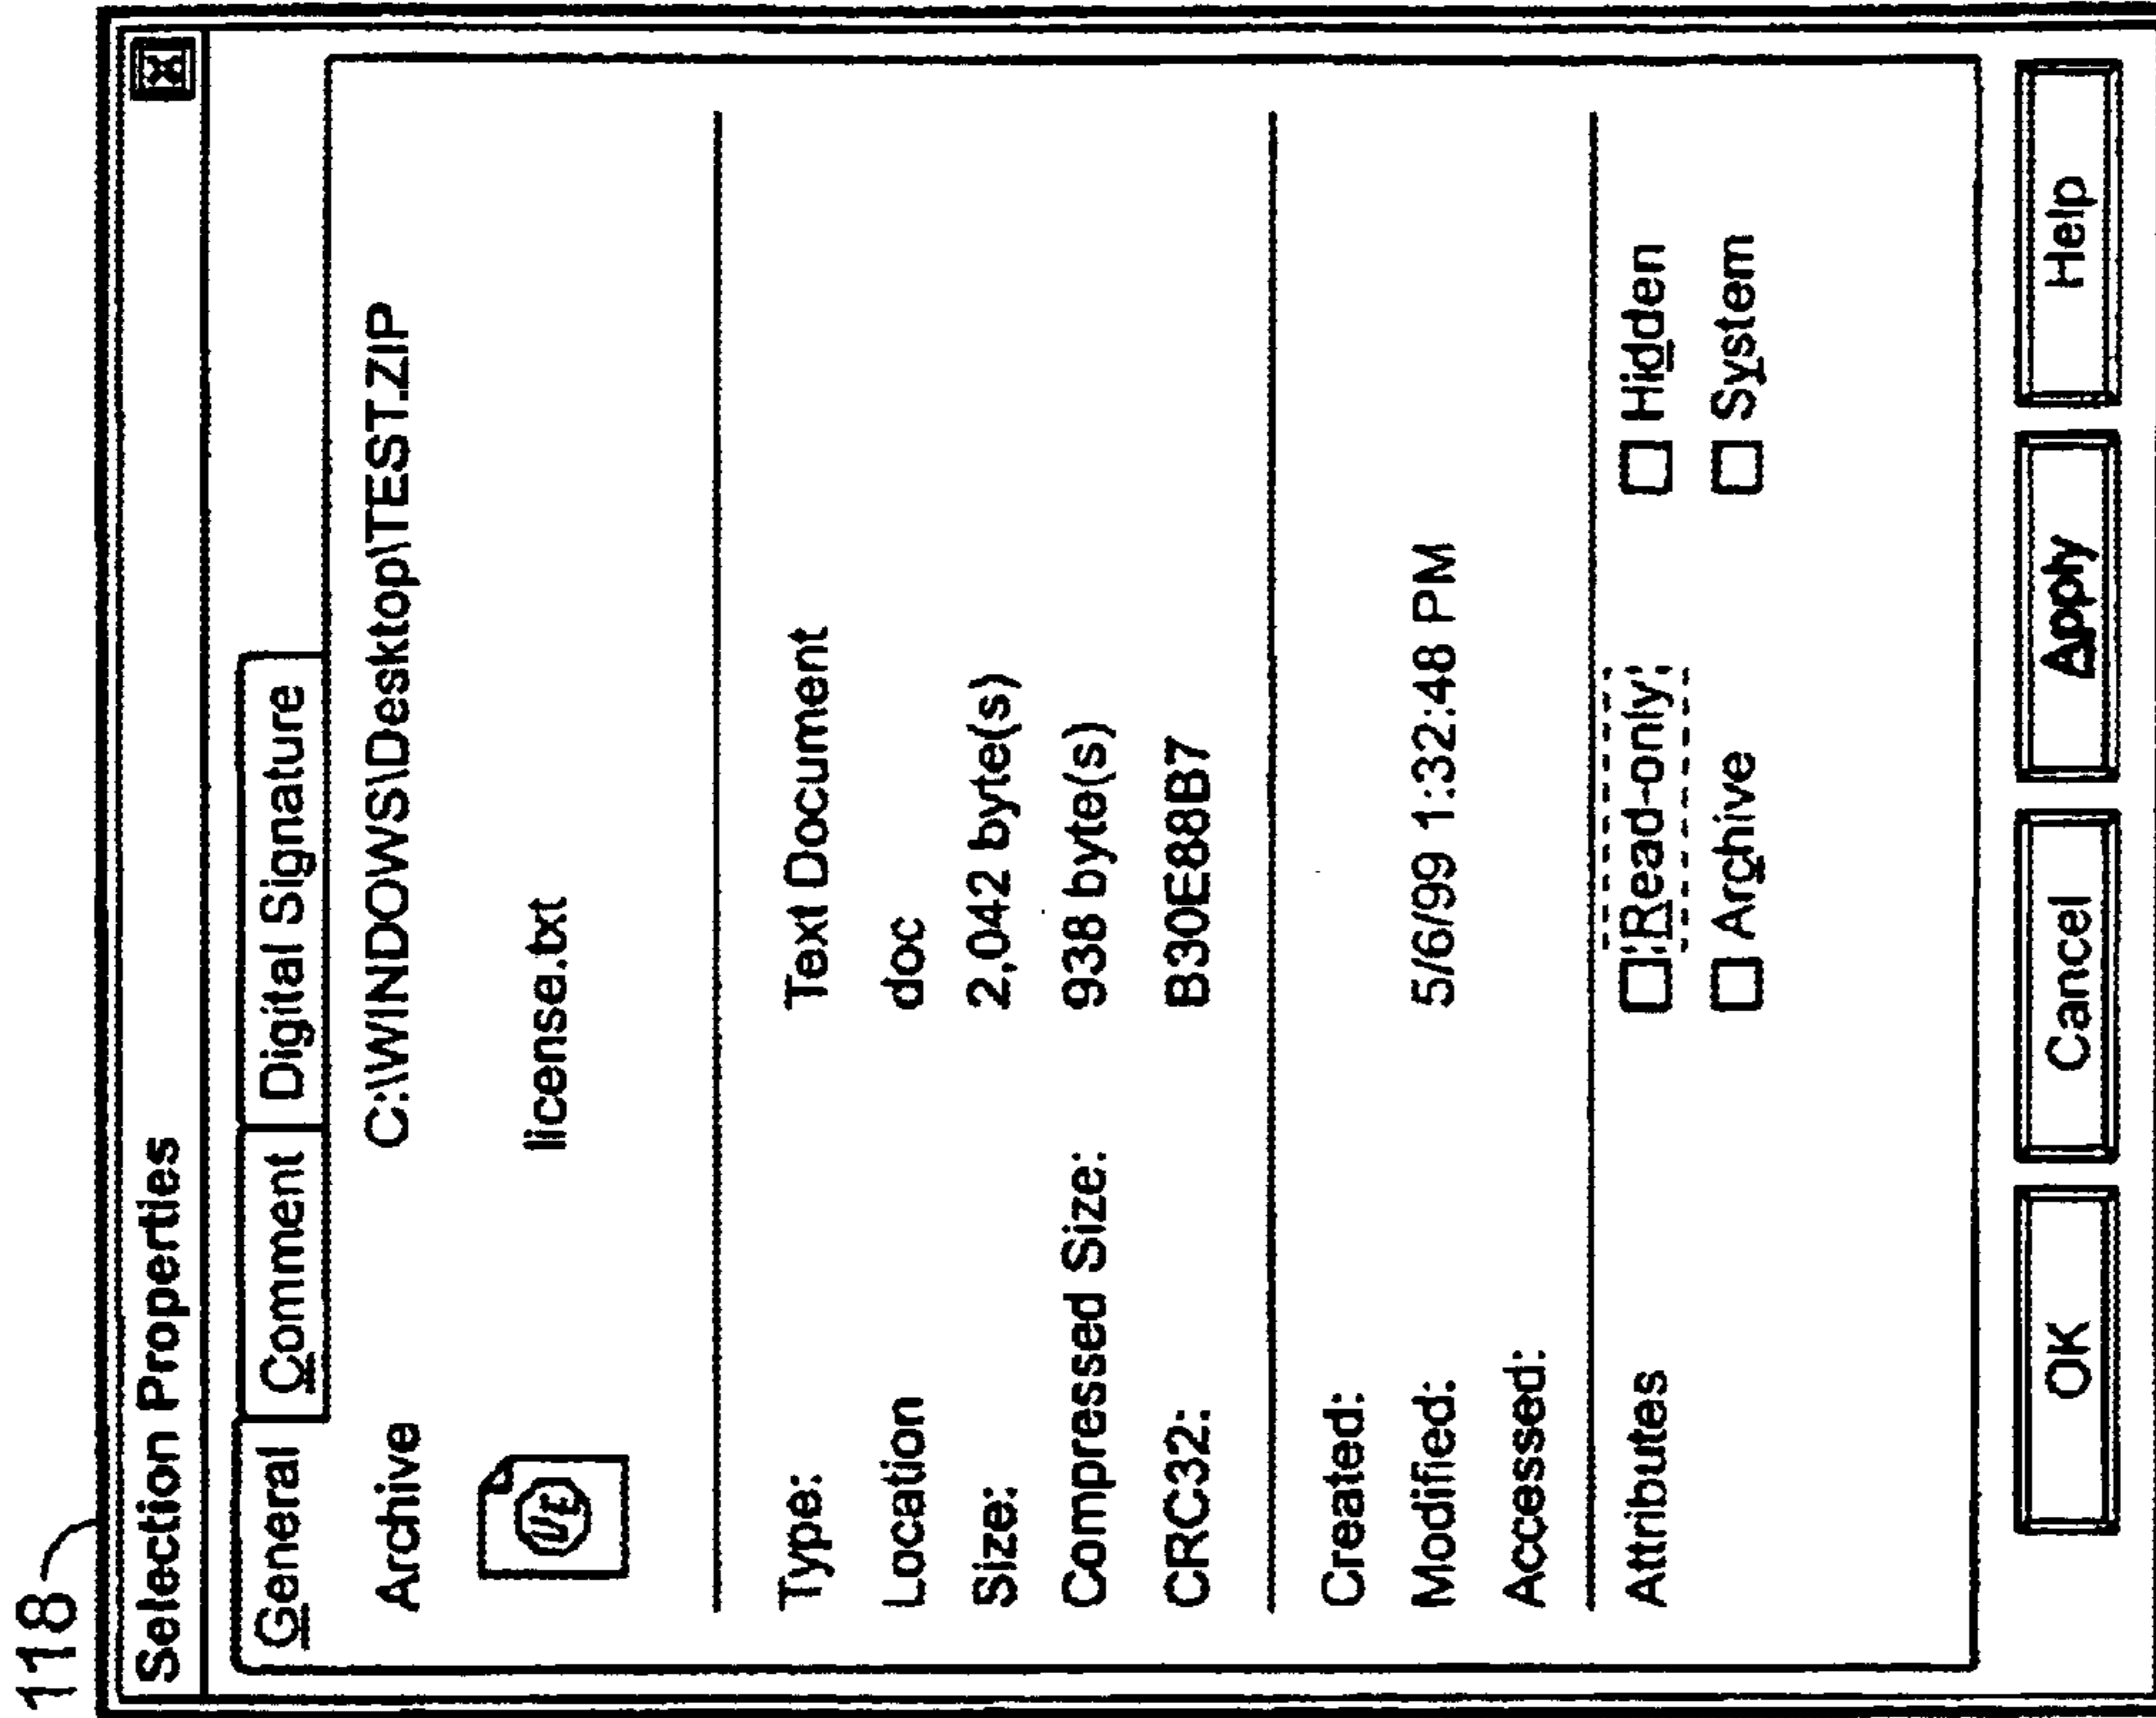 118
Selection Properties
General Comment Digital Signature
Archive C:\WINDOWS\Desktop\TEST.ZIP
license.txt
Type: Text Document
Location doc
Size: 2,042 byte(s)
Compressed Size: 938 byte(s)
CRC32: B30E88B7
Created:
Modified: 5/6/99 1:32:48 PM
Accessed:
Attributes Read-only Hidden
Archive System
OK Cancel Apply Help